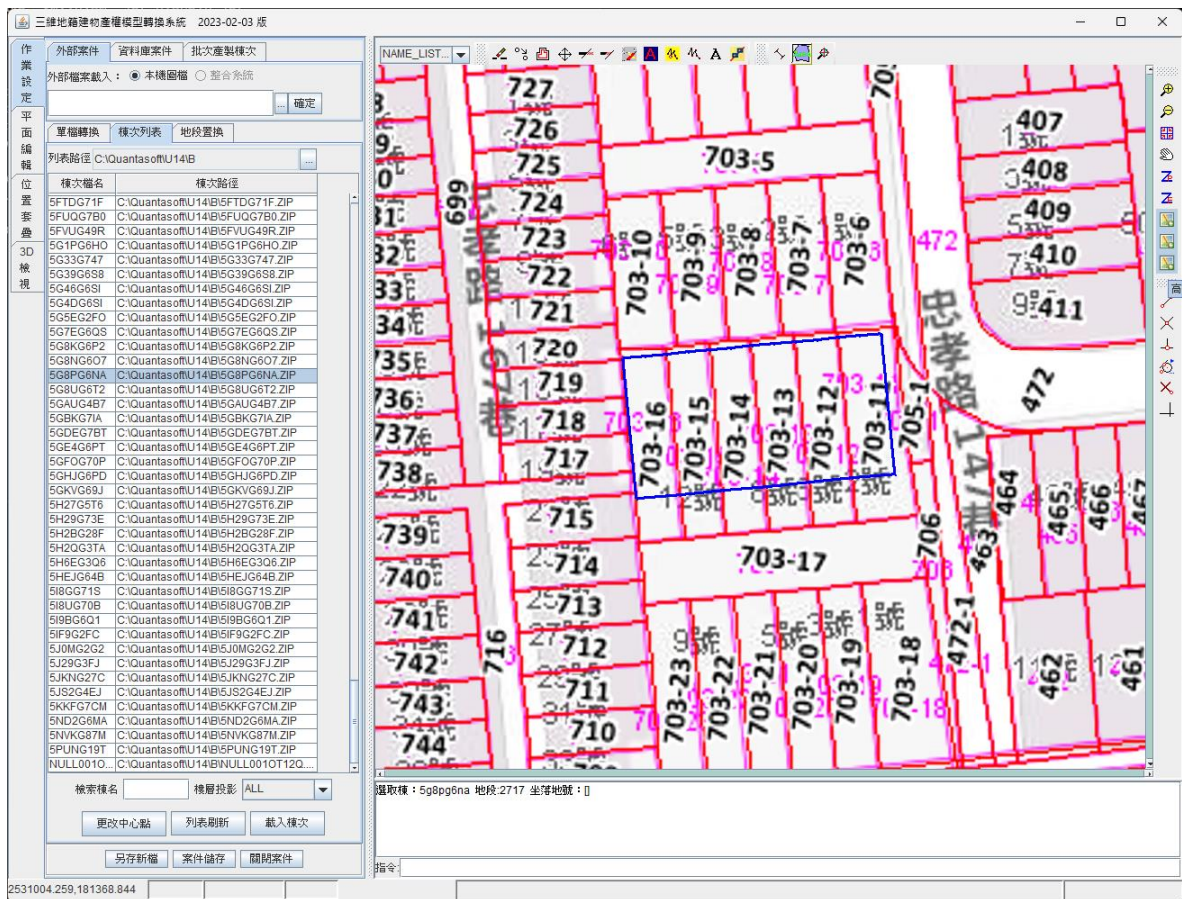 三維地籍建物產權模型轉換系統 2023-02-03 版
作業設定
平面編輯
位置套疊
3D檢視
外部案件 資料庫案件 批次產製棟次
外部檔案載入： 本機圖檔 整合系統
... 確定
單檔轉換 棟次列表 地段置換
列表路徑 C:\Quantasoft\U14\B ...
棟次檔名 棟次路徑
5FTDG71F C:\Quantasoft\U14\B\5FTDG71F.ZIP
5FUQG7B0 C:\Quantasoft\U14\B\5FUQG7B0.ZIP
5FVUG49R C:\Quantasoft\U14\B\5FVUG49R.ZIP
5G1PG6HO C:\Quantasoft\U14\B\5G1PG6HO.ZIP
5G33G747 C:\Quantasoft\U14\B\5G33G747.ZIP
5G39G6S8 C:\Quantasoft\U14\B\5G39G6S8.ZIP
5G46G6SI C:\Quantasoft\U14\B\5G46G6SI.ZIP
5G4DG6SI C:\Quantasoft\U14\B\5G4DG6SI.ZIP
5G5EG2FO C:\Quantasoft\U14\B\5G5EG2FO.ZIP
5G7EG6QS C:\Quantasoft\U14\B\5G7EG6QS.ZIP
5G8KG6P2 C:\Quantasoft\U14\B\5G8KG6P2.ZIP
5G8NG6O7 C:\Quantasoft\U14\B\5G8NG6O7.ZIP
5G8PG6NA C:\Quantasoft\U14\B\5G8PG6NA.ZIP
5G8UG6T2 C:\Quantasoft\U14\B\5G8UG6T2.ZIP
5GAUG4B7 C:\Quantasoft\U14\B\5GAUG4B7.ZIP
5GBKG7IA C:\Quantasoft\U14\B\5GBKG7IA.ZIP
5GDEG7BT C:\Quantasoft\U14\B\5GDEG7BT.ZIP
5GE4G6PT C:\Quantasoft\U14\B\5GE4G6PT.ZIP
5GFOG70P C:\Quantasoft\U14\B\5GFOG70P.ZIP
5GHJG6PD C:\Quantasoft\U14\B\5GHJG6PD.ZIP
5GKVG69J C:\Quantasoft\U14\B\5GKVG69J.ZIP
5H27G5T6 C:\Quantasoft\U14\B\5H27G5T6.ZIP
5H29G73E C:\Quantasoft\U14\B\5H29G73E.ZIP
5H2BG28F C:\Quantasoft\U14\B\5H2BG28F.ZIP
5H2QG3TA C:\Quantasoft\U14\B\5H2QG3TA.ZIP
5H6EG3Q6 C:\Quantasoft\U14\B\5H6EG3Q6.ZIP
5HEJG64B C:\Quantasoft\U14\B\5HEJG64B.ZIP
5I8GG71S C:\Quantasoft\U14\B\5I8GG71S.ZIP
5I8UG70B C:\Quantasoft\U14\B\5I8UG70B.ZIP
5I9BG6Q1 C:\Quantasoft\U14\B\5I9BG6Q1.ZIP
5IF9G2FC C:\Quantasoft\U14\B\5IF9G2FC.ZIP
5J0MG2G2 C:\Quantasoft\U14\B\5J0MG2G2.ZIP
5J29G3FJ C:\Quantasoft\U14\B\5J29G3FJ.ZIP
5JKNG27C C:\Quantasoft\U14\B\5JKNG27C.ZIP
5JS2G4EJ C:\Quantasoft\U14\B\5JS2G4EJ.ZIP
5KKFG7CM C:\Quantasoft\U14\B\5KKFG7CM.ZIP
5ND2G6MA C:\Quantasoft\U14\B\5ND2G6MA.ZIP
5NVKG87M C:\Quantasoft\U14\B\5NVKG87M.ZIP
5PUNG19T C:\Quantasoft\U14\B\5PUNG19T.ZIP
NULL001O... C:\Quantasoft\U14\B\NULL001OT12Q....
檢索棟名 樓層投影 ALL
更改中心點 列表刷新 載入棟次
另存新檔 案件儲存 關閉案件
2531004.259,181368.844
NAME_LIST...
高
727
726
725
724
723
722
721
720
719
718
717
715
714
713
712
711
710
699
716
735
736
737
738
739
740
741
742
743
744
703-5
703-10
703-9
703-8
703-7
703-6
472
407
408
409
410
411
忠孝路147巷
472
703-16
703-15
703-14
703-13
703-12
703-11
705-1
706
703-17
703-23
703-22
703-21
703-20
703-19
703-18
472-1
463
464
465
466
467
462
461
選取棟：5g8pg6na 地段:2717 坐落地號：[]
指令: